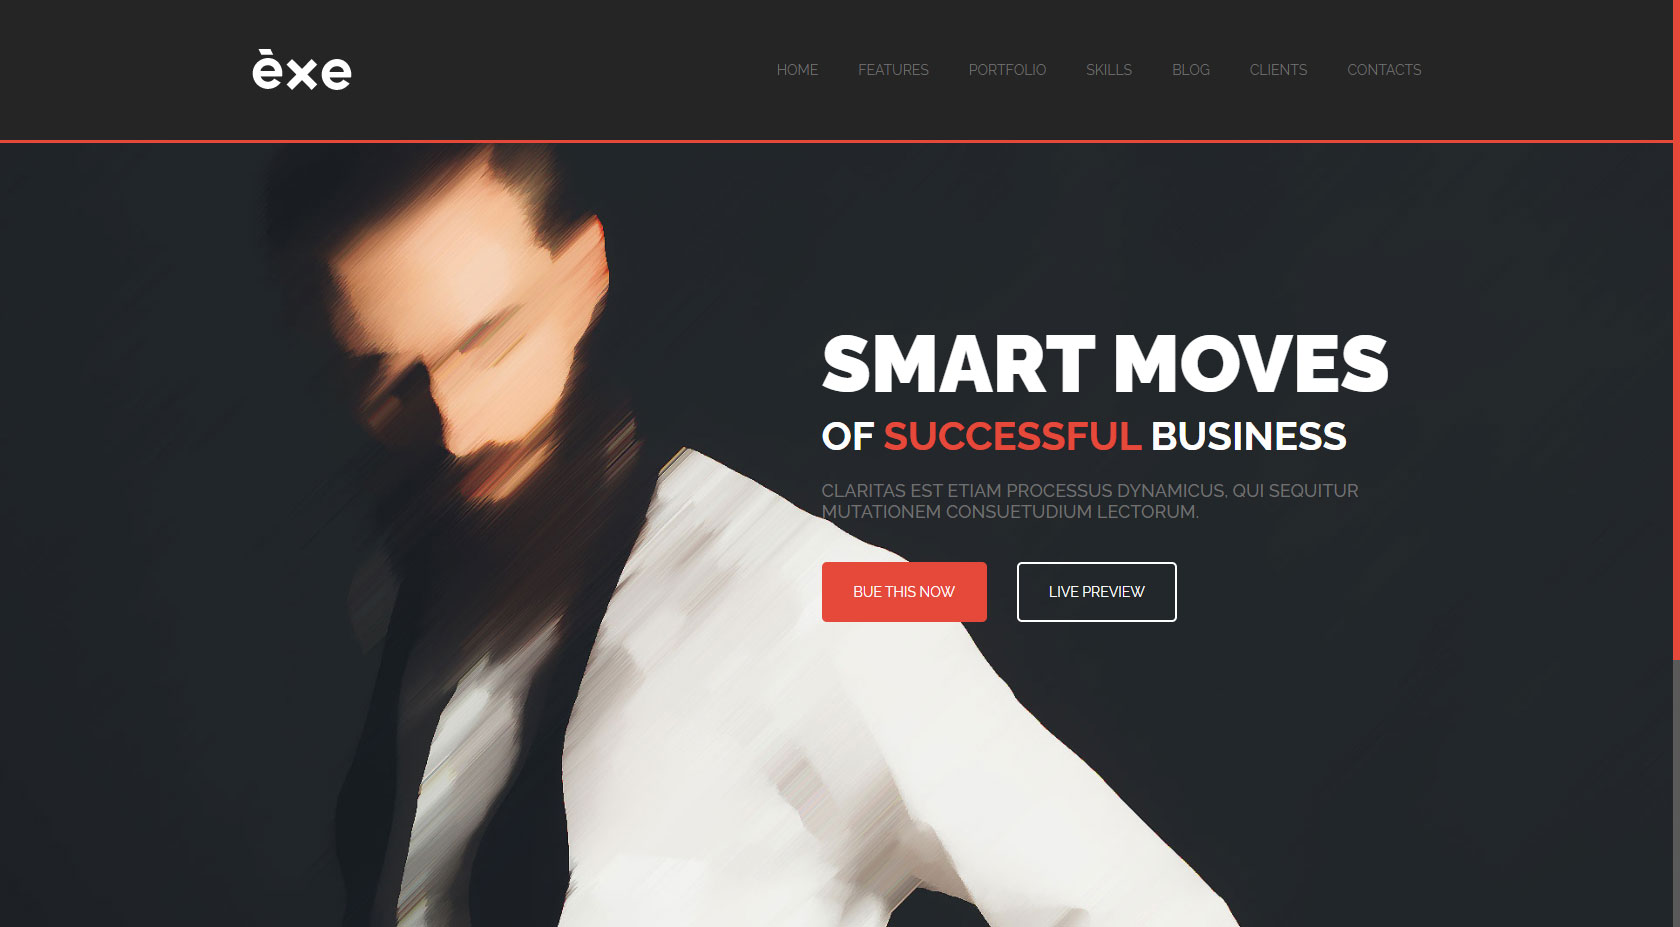 èxe
HOME FEATURES PORTFOLIO SKILLS BLOG CLIENTS CONTACTS
SMART MOVES
OF SUCCESSFUL BUSINESS
CLARITAS EST ETIAM PROCESSUS DYNAMICUS, QUI SEQUITUR
MUTATIONEM CONSUETUDIUM LECTORUM.
BUE THIS NOW LIVE PREVIEW